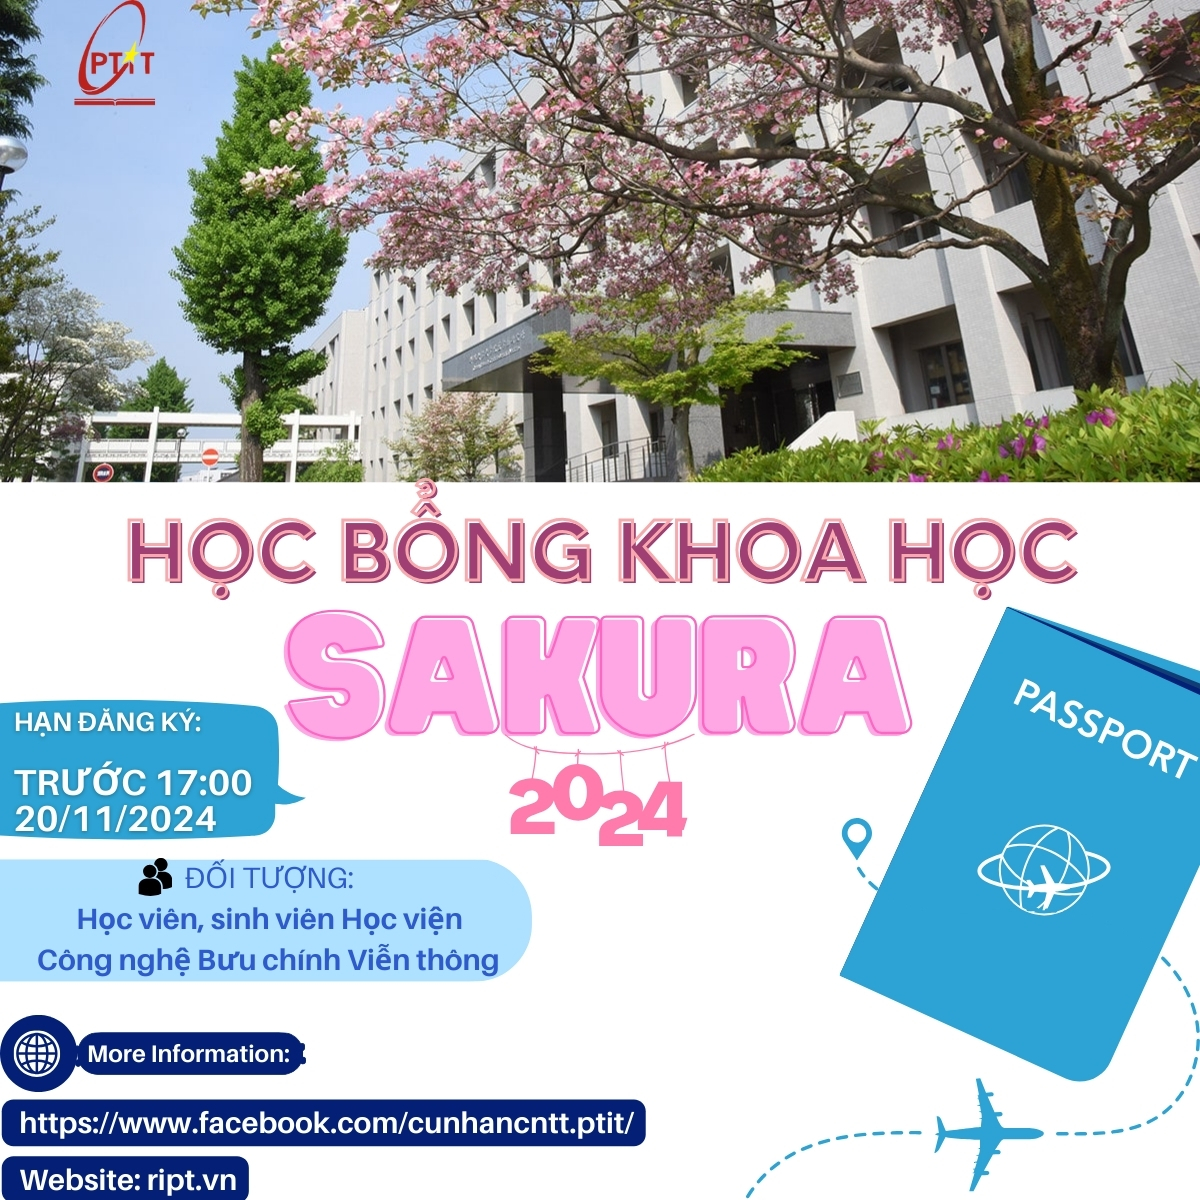 PTIT
HỌC BỔNG KHOA HỌC
SAKURA
2024
HẠN ĐĂNG KÝ:
TRƯỚC 17:00
20/11/2024
PASSPORT
ĐỐI TƯỢNG:
Học viên, sinh viên Học viện
Công nghệ Bưu chính Viễn thông
More Information:
https://www.facebook.com/cunhancntt.ptit/
Website: ript.vn